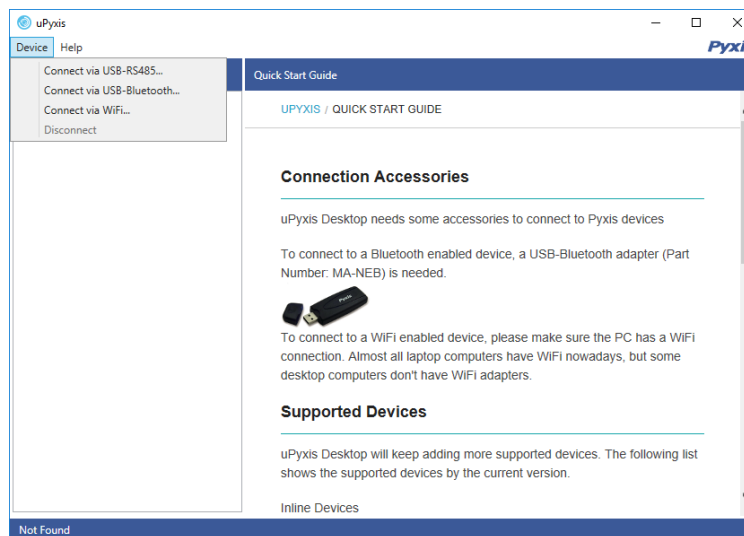 uPyxis
Device Help
Connect via USB-RS485...
Connect via USB-Bluetooth...
Connect via WiFi...
Disconnect
Quick Start Guide
UPYXIS / QUICK START GUIDE
Connection Accessories
uPyxis Desktop needs some accessories to connect to Pyxis devices
To connect to a Bluetooth enabled device, a USB-Bluetooth adapter (Part
Number: MA-NEB) is needed.
Pyxis
To connect to a WiFi enabled device, please make sure the PC has a WiFi
connection. Almost all laptop computers have WiFi nowadays, but some
desktop computers don't have WiFi adapters.
Supported Devices
uPyxis Desktop will keep adding more supported devices. The following list
shows the supported devices by the current version.
Inline Devices
Not Found